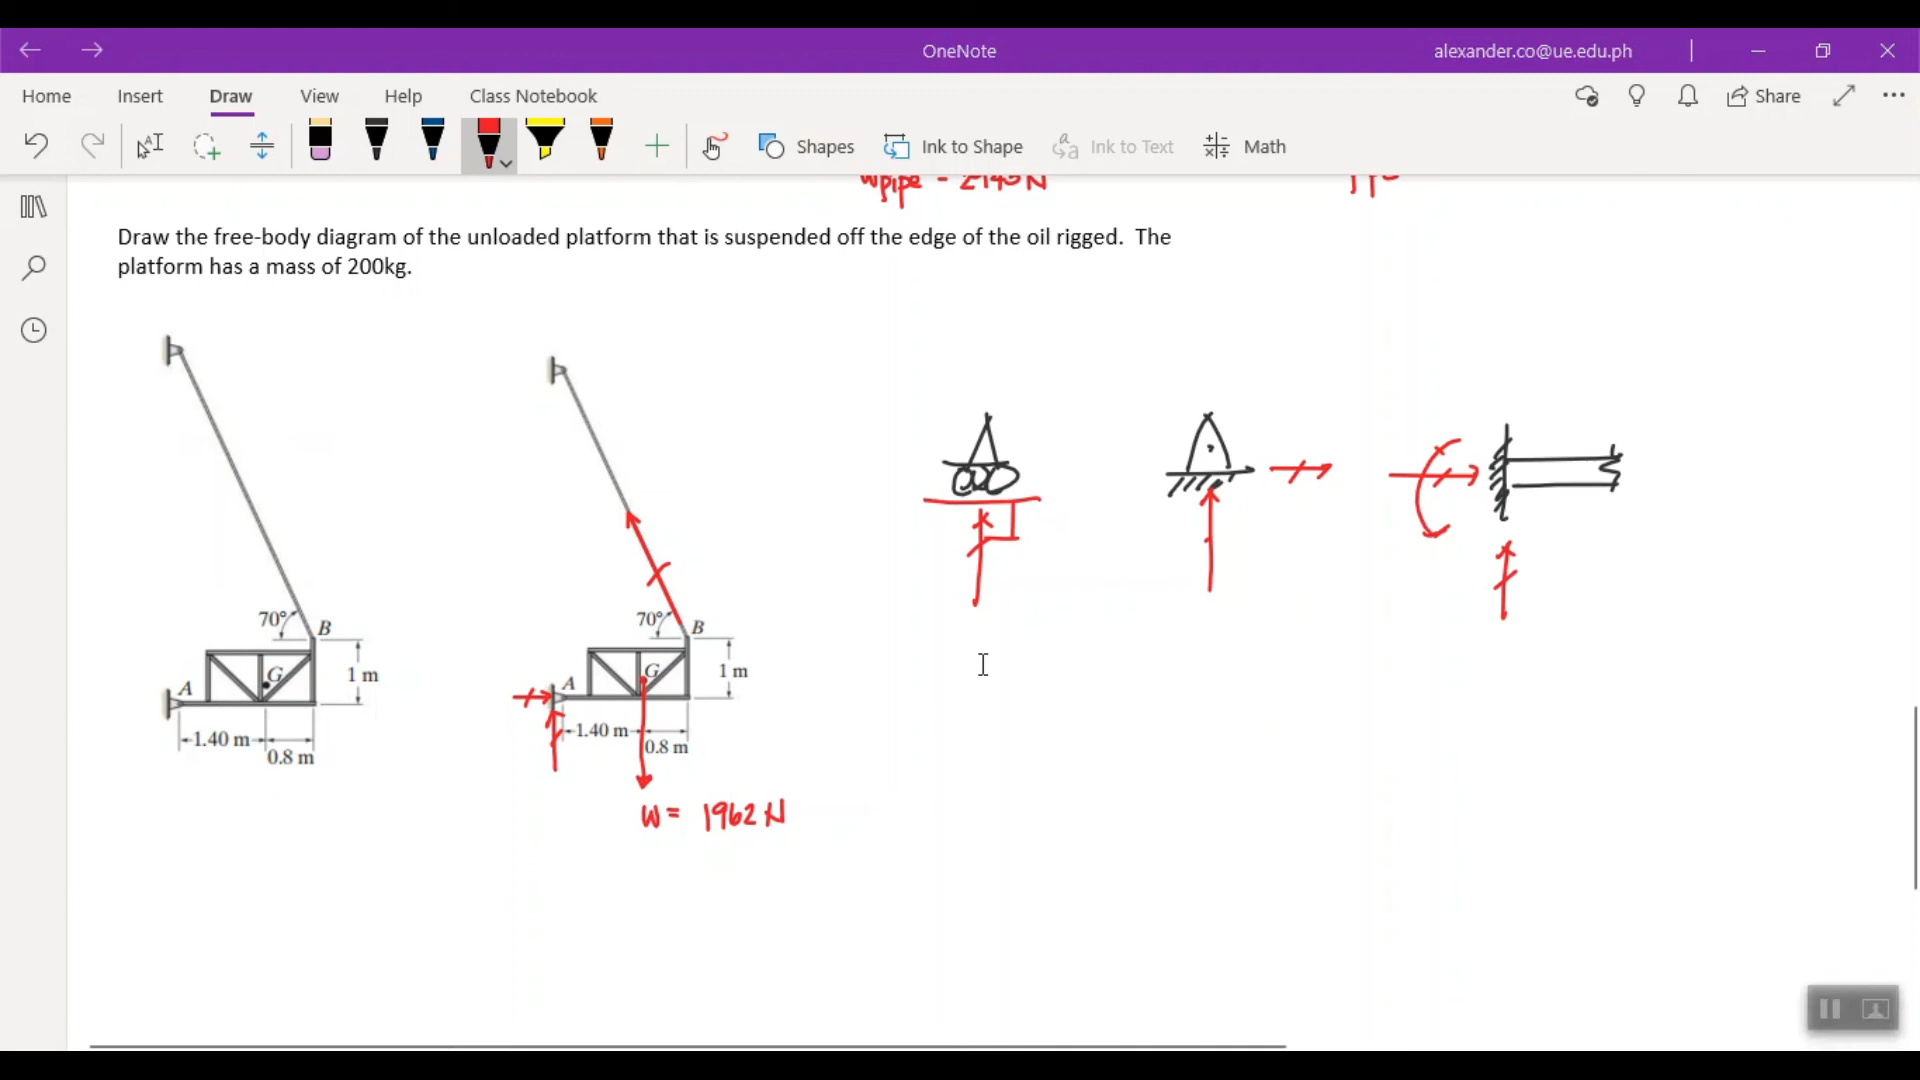 OneNote
alexander.co@ue.edu.ph
Home Insert Draw View Help Class Notebook
Share
Shapes Ink to Shape Ink to Text Math
Wpipe - 2943N
Draw the free-body diagram of the unloaded platform that is suspended off the edge of the oil rigged. The
platform has a mass of 200kg.
70°
B
G
A
1 m
1.40 m
0.8 m
70°
B
G
A
1 m
1.40 m
0.8 m
W = 1962 N